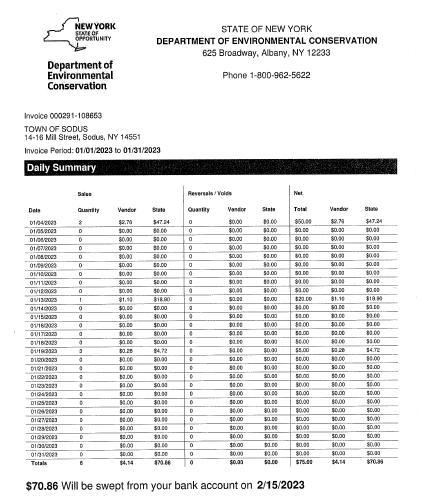 NEW YORK
STATE OF
OPPORTUNITY
Department of
Environmental
Conservation
STATE OF NEW YORK
DEPARTMENT OF ENVIRONMENTAL CONSERVATION
625 Broadway, Albany, NY 12233
Phone 1-800-962-5622
Invoice 000291-108653
TOWN OF SODUS
14-16 Mill Street, Sodus, NY 14551
Invoice Period: 01/01/2023 to 01/31/2023
Daily Summary
Sales Reversals / Voids Net
Date Quantity Vendor State Quantity Vendor State Total Vendor State
01/04/2023 2 $2.76 $47.24 0 $0.00 $0.00 $50.00 $2.76 $47.24
01/05/2023 0 $0.00 $0.00 0 $0.00 $0.00 $0.00 $0.00 $0.00
01/06/2023 0 $0.00 $0.00 0 $0.00 $0.00 $0.00 $0.00 $0.00
01/07/2023 0 $0.00 $0.00 0 $0.00 $0.00 $0.00 $0.00 $0.00
01/08/2023 0 $0.00 $0.00 0 $0.00 $0.00 $0.00 $0.00 $0.00
01/09/2023 0 $0.00 $0.00 0 $0.00 $0.00 $0.00 $0.00 $0.00
01/10/2023 0 $0.00 $0.00 0 $0.00 $0.00 $0.00 $0.00 $0.00
01/11/2023 0 $0.00 $0.00 0 $0.00 $0.00 $0.00 $0.00 $0.00
01/12/2023 0 $0.00 $0.00 0 $0.00 $0.00 $0.00 $0.00 $0.00
01/13/2023 1 $1.10 $18.90 0 $0.00 $0.00 $20.00 $1.10 $18.90
01/14/2023 0 $0.00 $0.00 0 $0.00 $0.00 $0.00 $0.00 $0.00
01/15/2023 0 $0.00 $0.00 0 $0.00 $0.00 $0.00 $0.00 $0.00
01/16/2023 0 $0.00 $0.00 0 $0.00 $0.00 $0.00 $0.00 $0.00
01/17/2023 0 $0.00 $0.00 0 $0.00 $0.00 $0.00 $0.00 $0.00
01/18/2023 0 $0.00 $0.00 0 $0.00 $0.00 $0.00 $0.00 $0.00
01/19/2023 3 $0.28 $4.72 0 $0.00 $0.00 $5.00 $0.28 $4.72
01/20/2023 0 $0.00 $0.00 0 $0.00 $0.00 $0.00 $0.00 $0.00
01/21/2023 0 $0.00 $0.00 0 $0.00 $0.00 $0.00 $0.00 $0.00
01/22/2023 0 $0.00 $0.00 0 $0.00 $0.00 $0.00 $0.00 $0.00
01/23/2023 0 $0.00 $0.00 0 $0.00 $0.00 $0.00 $0.00 $0.00
01/24/2023 0 $0.00 $0.00 0 $0.00 $0.00 $0.00 $0.00 $0.00
01/25/2023 0 $0.00 $0.00 0 $0.00 $0.00 $0.00 $0.00 $0.00
01/26/2023 0 $0.00 $0.00 0 $0.00 $0.00 $0.00 $0.00 $0.00
01/27/2023 0 $0.00 $0.00 0 $0.00 $0.00 $0.00 $0.00 $0.00
01/28/2023 0 $0.00 $0.00 0 $0.00 $0.00 $0.00 $0.00 $0.00
01/29/2023 0 $0.00 $0.00 0 $0.00 $0.00 $0.00 $0.00 $0.00
01/30/2023 0 $0.00 $0.00 0 $0.00 $0.00 $0.00 $0.00 $0.00
01/31/2023 0 $0.00 $0.00 0 $0.00 $0.00 $0.00 $0.00 $0.00
Totals 6 $4.14 $70.86 0 $0.00 $0.00 $75.00 $4.14 $70.86
$70.86 Will be swept from your bank account on 2/15/2023